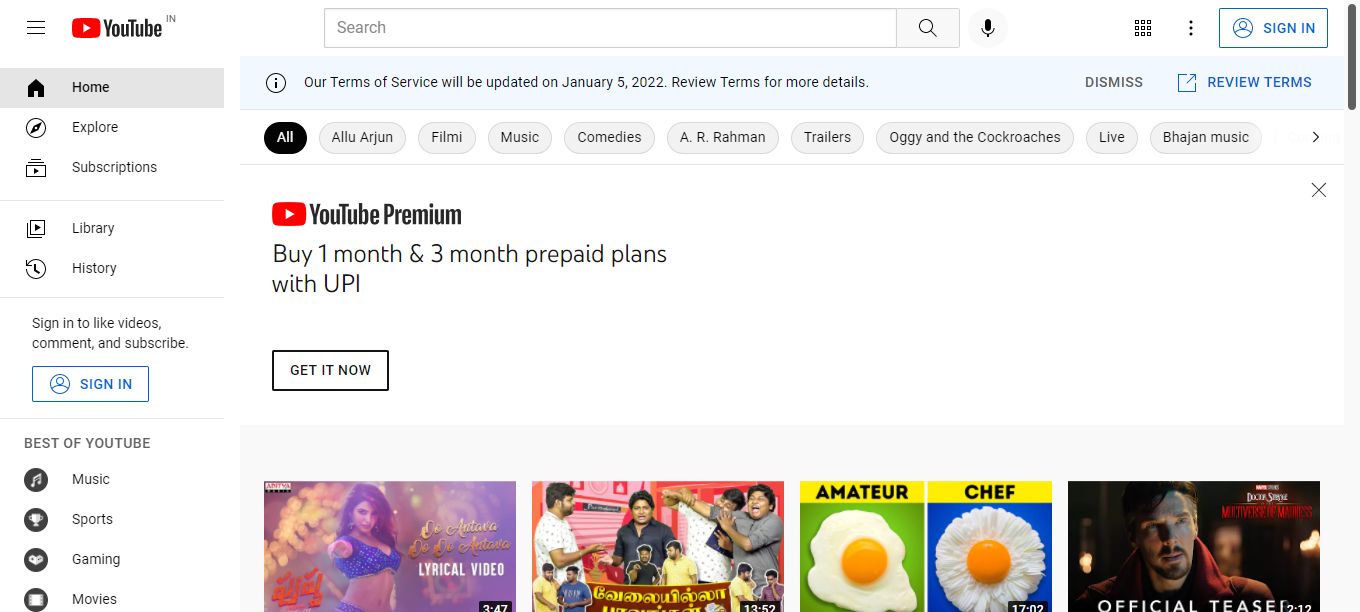 YouTube IN
Search
SIGN IN
Home
Explore
Subscriptions
Library
History
Sign in to like videos,
comment, and subscribe.
SIGN IN
BEST OF YOUTUBE
Music
Sports
Gaming
Movies
Our Terms of Service will be updated on January 5, 2022. Review Terms for more details.
DISMISS
REVIEW TERMS
All
Allu Arjun
Filmi
Music
Comedies
A. R. Rahman
Trailers
Oggy and the Cockroaches
Live
Bhajan music
YouTube Premium
Buy 1 month & 3 month prepaid plans
with UPI
GET IT NOW
ADITYA
MUSIC
Oo Antava
Oo Oo Antava
LYRICAL VIDEO
పుష్ప
3:47
வேலையில்லா
13:52
AMATEUR
CHEF
17:02
MARVEL STUDIOS
DOCTOR STRANGE
MULTIVERSE OF MADNESS
OFFICIAL TEASER
2:12